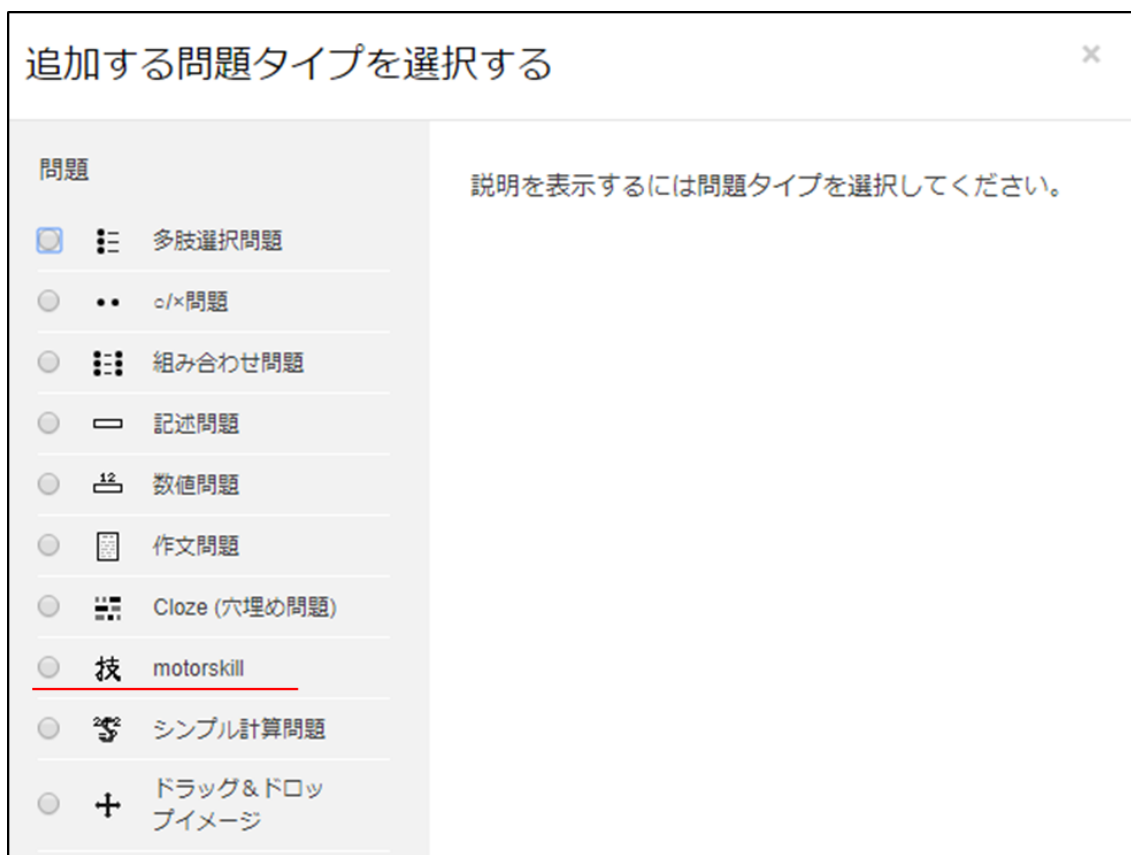 追加する問題タイプを選択する
×
問題
説明を表示するには問題タイプを選択してください。
多肢選択問題
○/×問題
組み合わせ問題
記述問題
12
数値問題
作文問題
Cloze (穴埋め問題)
技 motorskill
シンプル計算問題
ドラッグ&ドロッ
プイメージ